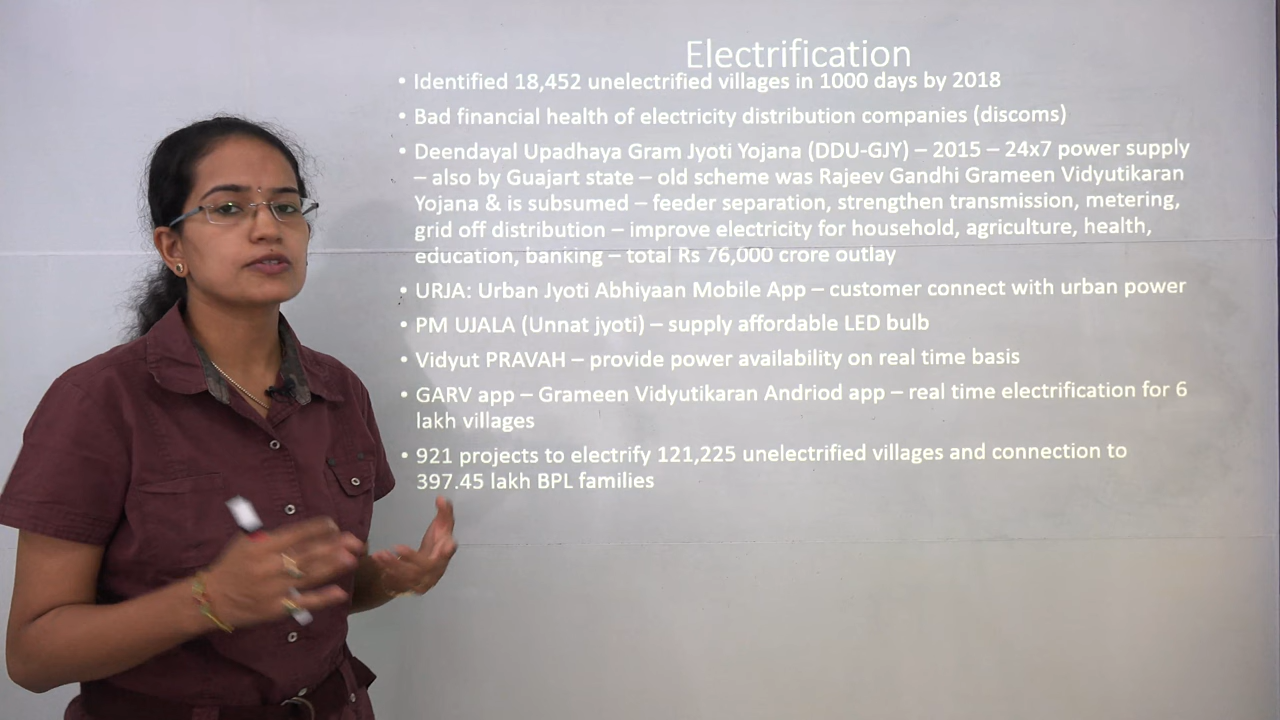 Electrification
• Identified 18,452 unelectrified villages in 1000 days by 2018
• Bad financial health of electricity distribution companies (discoms)
• Deendayal Upadhaya Gram Jyoti Yojana (DDU-GJY) – 2015 – 24x7 power supply
– also by Guajart state – old scheme was Rajeev Gandhi Grameen Vidyutikaran
Yojana & is subsumed – feeder separation, strengthen transmission, metering,
grid off distribution – improve electricity for household, agriculture, health,
education, banking – total Rs 76,000 crore outlay
• URJA: Urban Jyoti Abhiyaan Mobile App – customer connect with urban power
• PM UJALA (Unnat jyoti) – supply affordable LED bulb
• Vidyut PRAVAH – provide power availability on real time basis
• GARV app – Grameen Vidyutikaran Andriod app – real time electrification for 6
lakh villages
• 921 projects to electrify 121,225 unelectrified villages and connection to
397.45 lakh BPL families